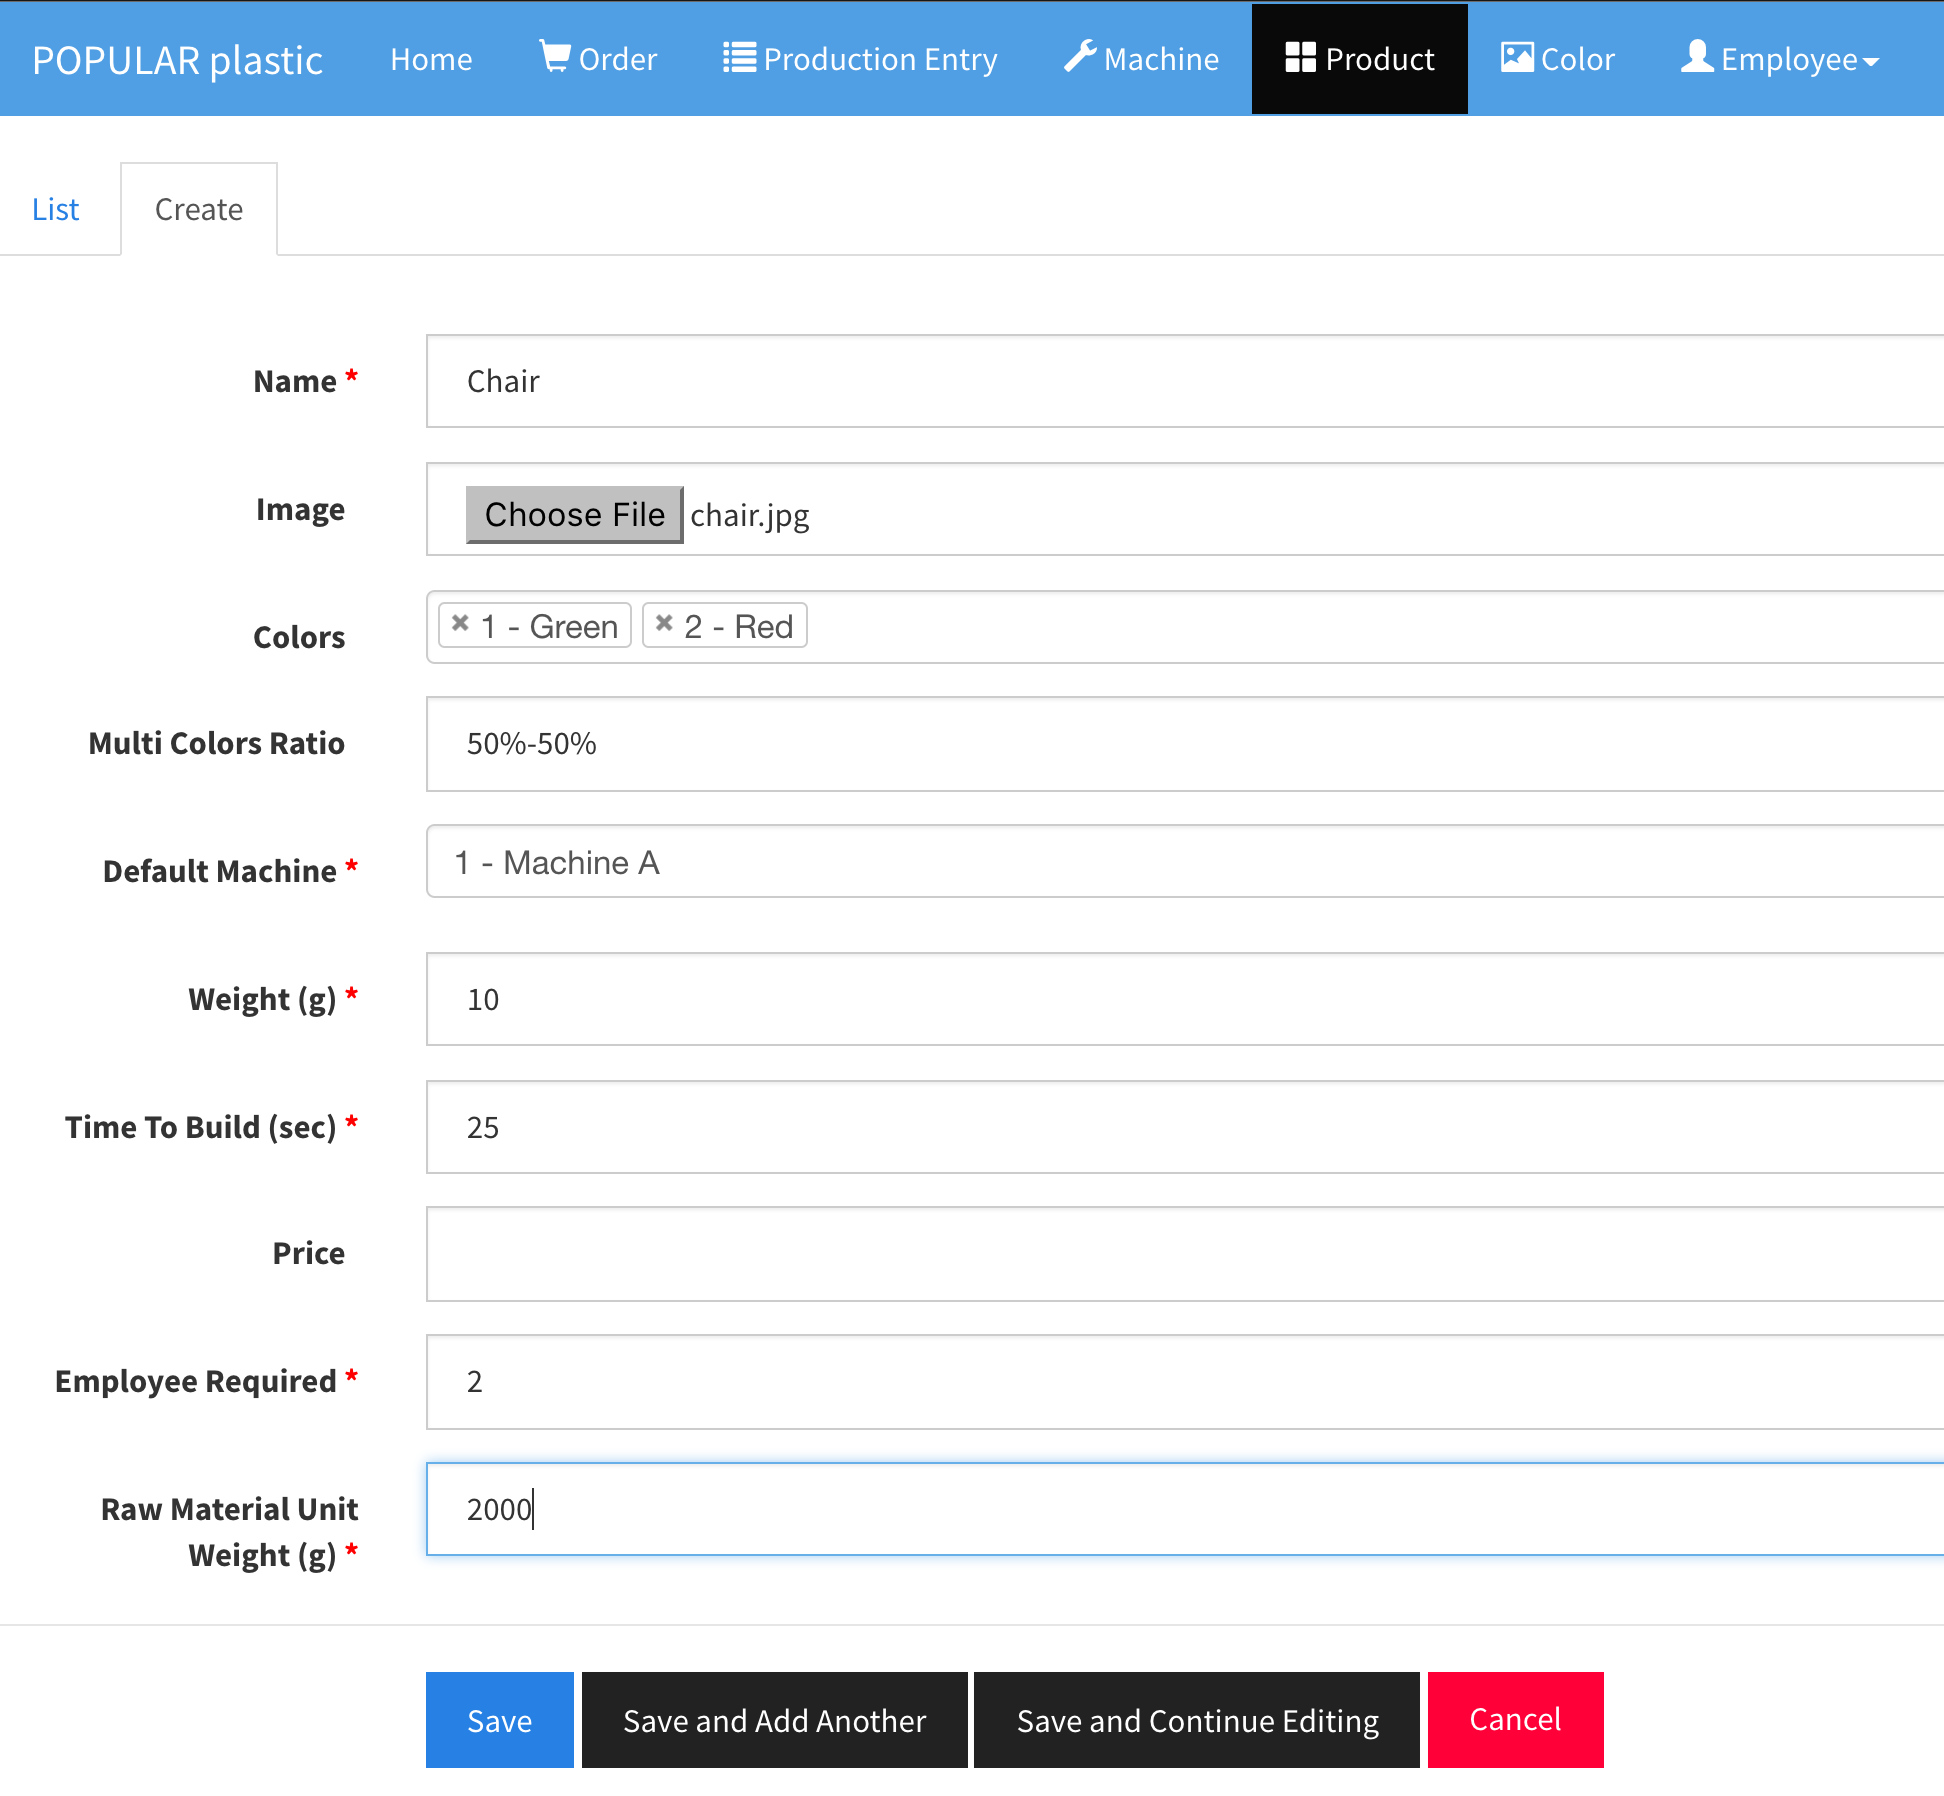 POPULAR plastic Home Order Production Entry Machine Product Color Employee
List Create
Name * Chair
Image Choose File chair.jpg
Colors 1 - Green 2 - Red
Multi Colors Ratio 50%-50%
Default Machine * 1 - Machine A
Weight (g) * 10
Time To Build (sec) * 25
Price
Employee Required * 2
Raw Material Unit
Weight (g) * 2000
Save Save and Add Another Save and Continue Editing Cancel